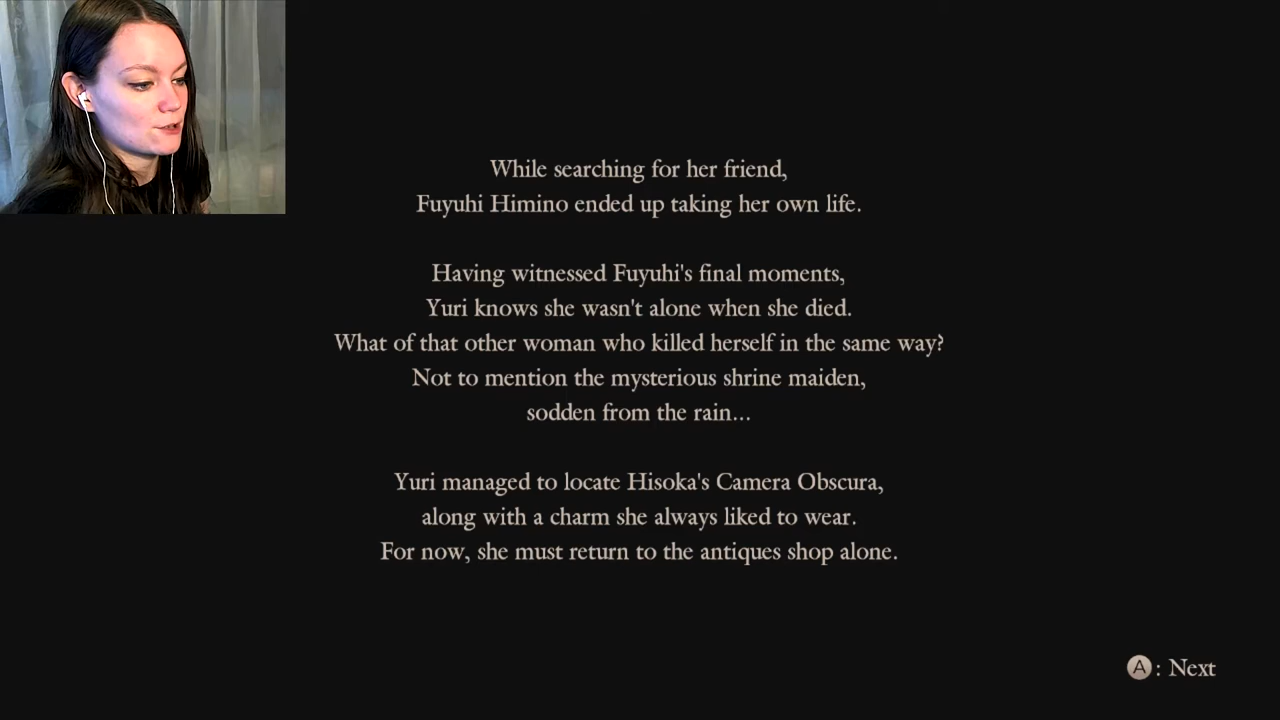 While searching for her friend,
Fuyuhi Himino ended up taking her own life.
Having witnessed Fuyuhi's final moments,
Yuri knows she wasn't alone when she died.
What of that other woman who killed herself in the same way?
Not to mention the mysterious shrine maiden,
sodden from the rain...
Yuri managed to locate Hisoka's Camera Obscura,
along with a charm she always liked to wear.
For now, she must return to the antiques shop alone.
A : Next